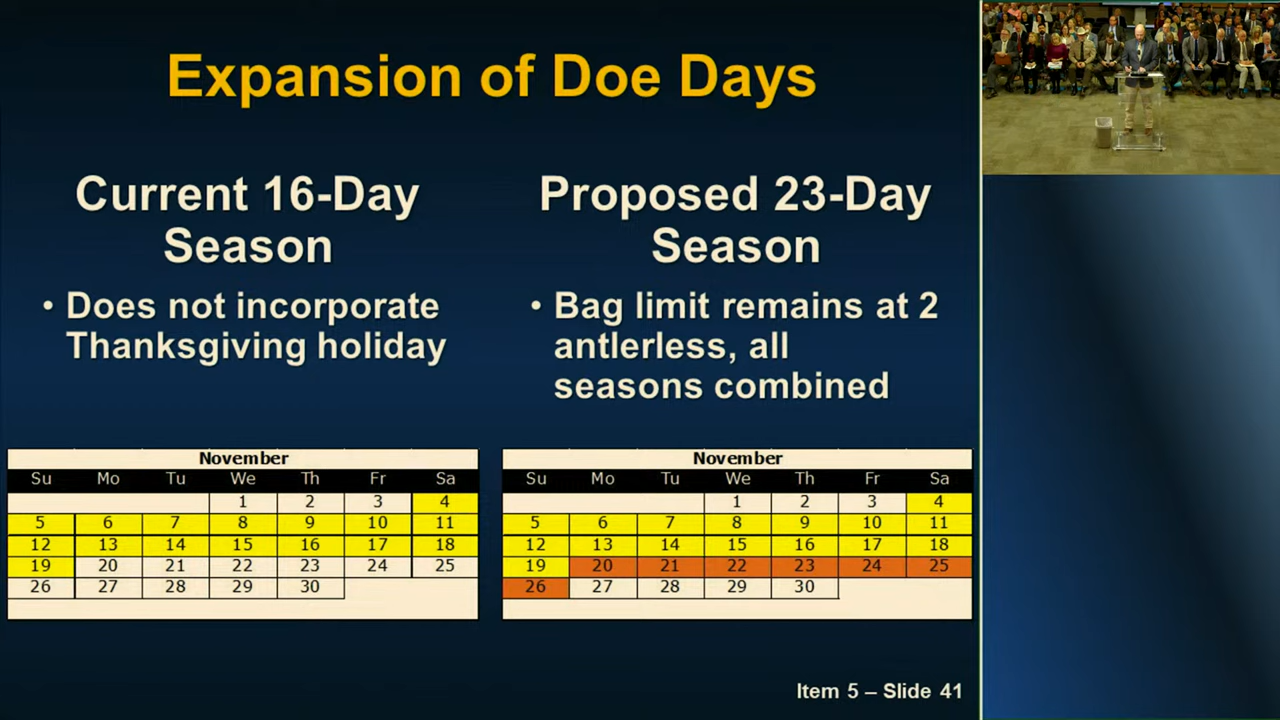 Expansion of Doe Days
Current 16-Day
Season
• Does not incorporate
Thanksgiving holiday
Proposed 23-Day
Season
• Bag limit remains at 2
antlerless, all
seasons combined
November
Su Mo Tu We Th Fr Sa
1 2 3 4
5 6 7 8 9 10 11
12 13 14 15 16 17 18
19 20 21 22 23 24 25
26 27 28 29 30
November
Su Mo Tu We Th Fr Sa
1 2 3 4
5 6 7 8 9 10 11
12 13 14 15 16 17 18
19 20 21 22 23 24 25
26 27 28 29 30
Item 5 – Slide 41